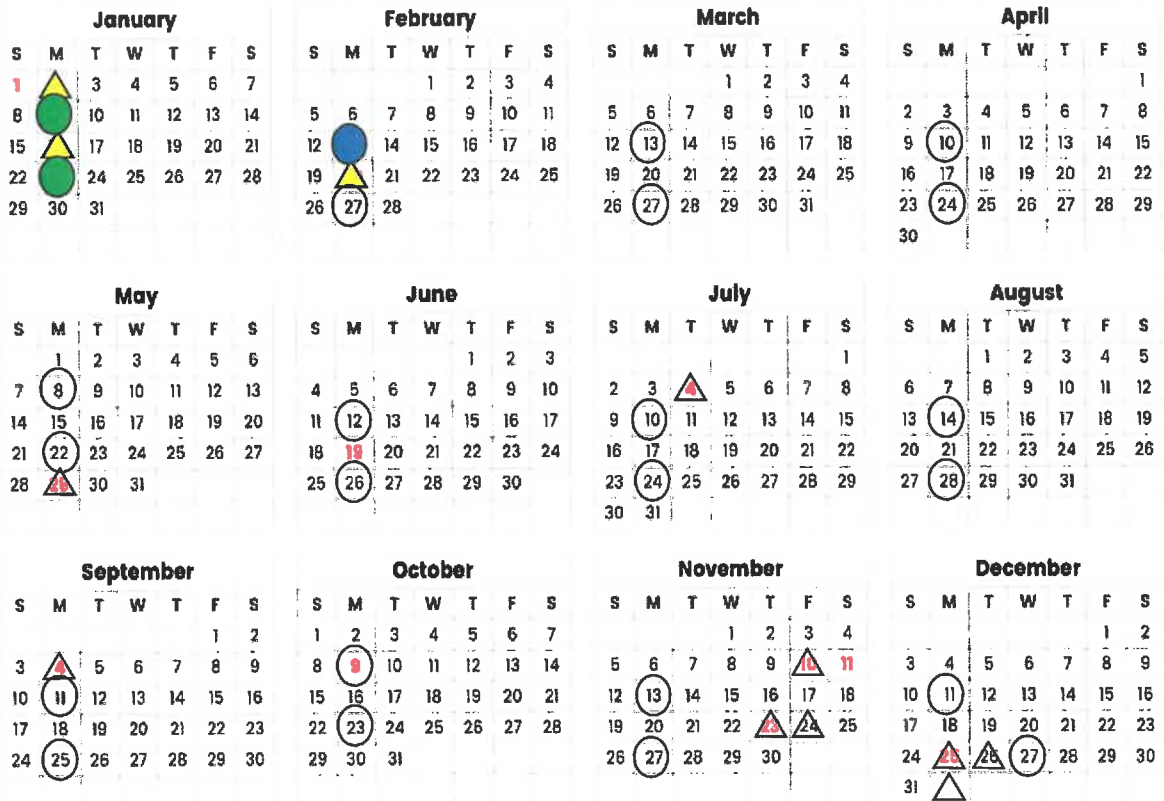 January
S M T W T F S
1 3 4 5 6 7
8 10 11 12 13 14
15 17 18 19 20 21
22 24 25 26 27 28
29 30 31
February
S M T W T F S
1 2 3 4
5 6 7 8 9 10 11
12 14 15 16 17 18
19 21 22 23 24 25
26 27 28
March
S M T W T F S
1 2 3 4
5 6 7 8 9 10 11
12 13 14 15 16 17 18
19 20 21 22 23 24 25
26 27 28 29 30 31
April
S M T W T F S
1
2 3 4 5 6 7 8
9 10 11 12 13 14 15
16 17 18 19 20 21 22
23 24 25 26 27 28 29
30
May
S M T W T F S
1 2 3 4 5 6
7 8 9 10 11 12 13
14 15 16 17 18 19 20
21 22 23 24 25 26 27
28 29 30 31
June
S M T W T F S
1 2 3
4 5 6 7 8 9 10
11 12 13 14 15 16 17
18 19 20 21 22 23 24
25 26 27 28 29 30
July
S M T W T F S
1
2 3 4 5 6 7 8
9 10 11 12 13 14 15
16 17 18 19 20 21 22
23 24 25 26 27 28 29
30 31
August
S M T W T F S
1 2 3 4 5
6 7 8 9 10 11 12
13 14 15 16 17 18 19
20 21 22 23 24 25 26
27 28 29 30 31
September
S M T W T F S
1 2
3 4 5 6 7 8 9
10 11 12 13 14 15 16
17 18 19 20 21 22 23
24 25 26 27 28 29 30
October
S M T W T F S
1 2 3 4 5 6 7
8 9 10 11 12 13 14
15 16 17 18 19 20 21
22 23 24 25 26 27 28
29 30 31
November
S M T W T F S
1 2 3 4
5 6 7 8 9 10 11
12 13 14 15 16 17 18
19 20 21 22 23 24 25
26 27 28 29 30
December
S M T W T F S
1 2
3 4 5 6 7 8 9
10 11 12 13 14 15 16
17 18 19 20 21 22 23
24 25 26 27 28 29 30
31